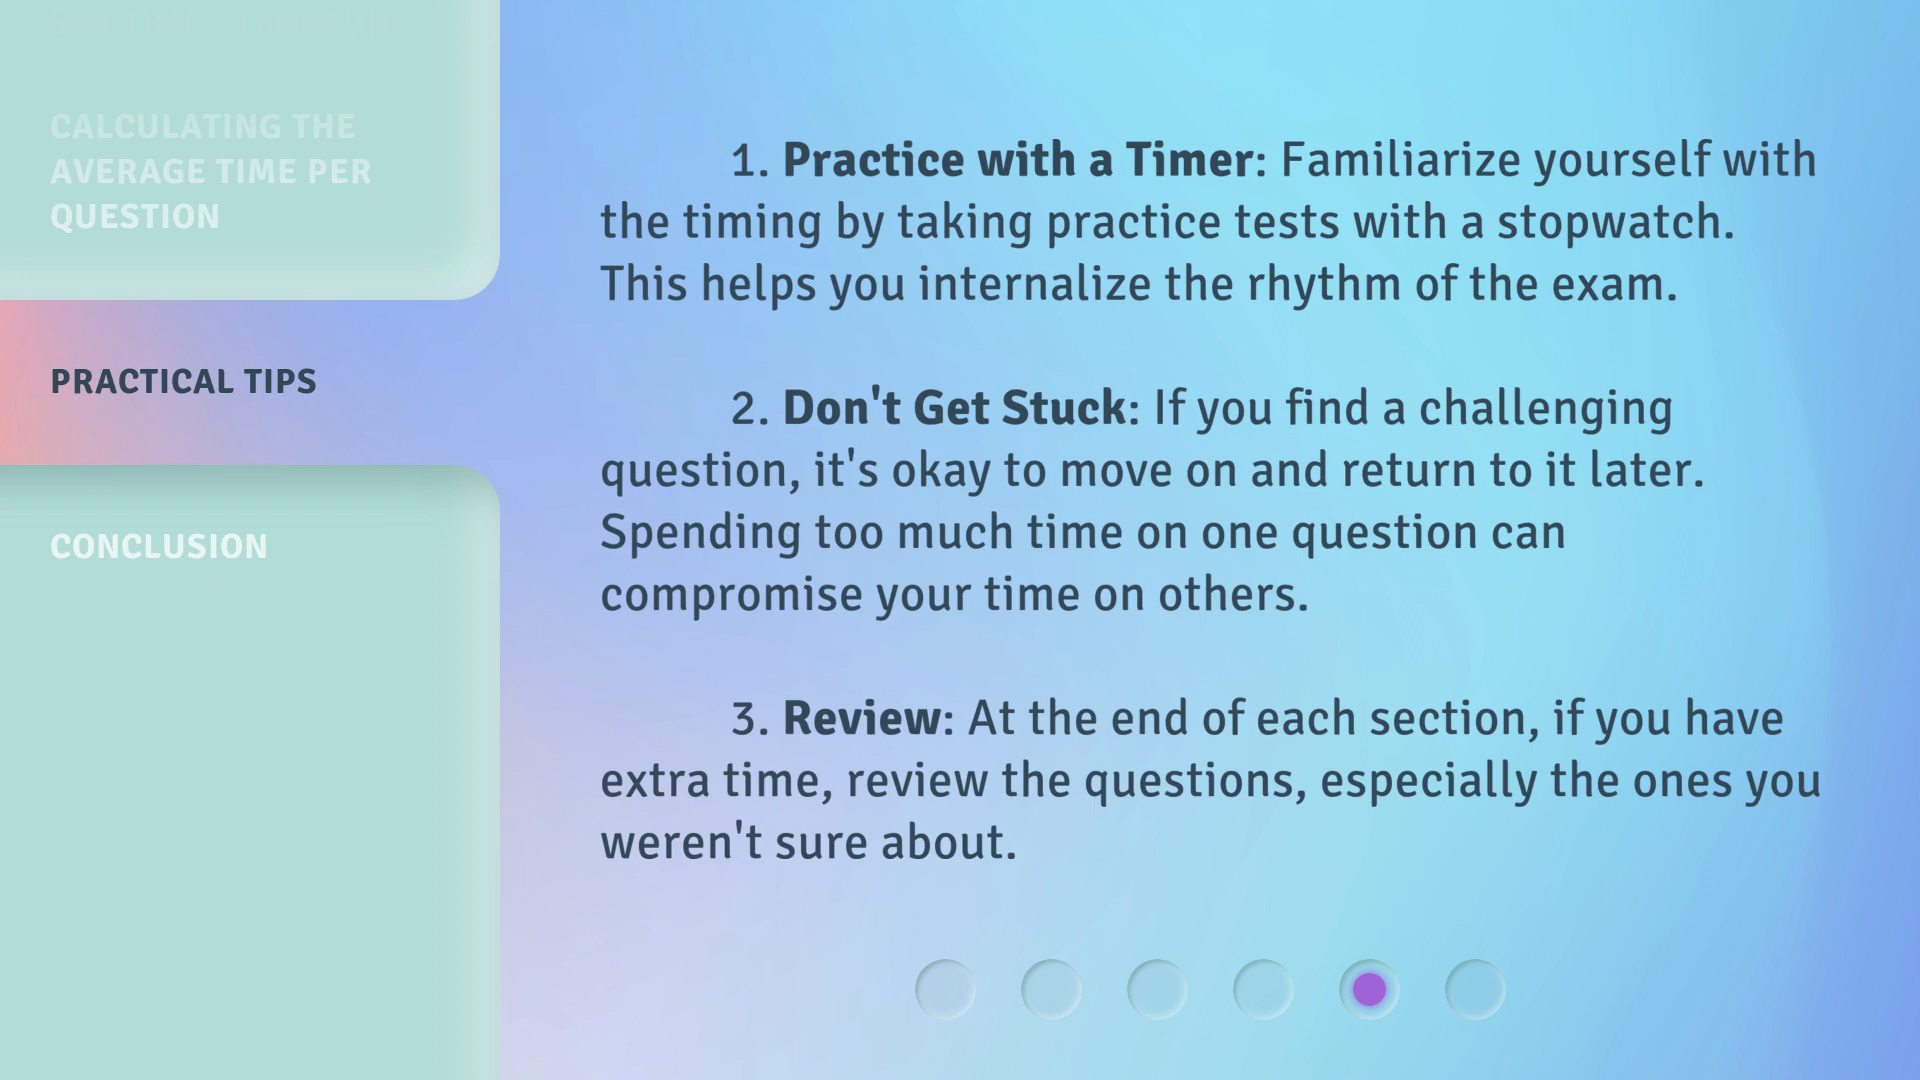 CALCULATING THE
AVERAGE TIME PER
QUESTION
PRACTICAL TIPS
CONCLUSION
1. Practice with a Timer: Familiarize yourself with
the timing by taking practice tests with a stopwatch.
This helps you internalize the rhythm of the exam.
2. Don't Get Stuck: If you find a challenging
question, it's okay to move on and return to it later.
Spending too much time on one question can
compromise your time on others.
3. Review: At the end of each section, if you have
extra time, review the questions, especially the ones you
weren't sure about.